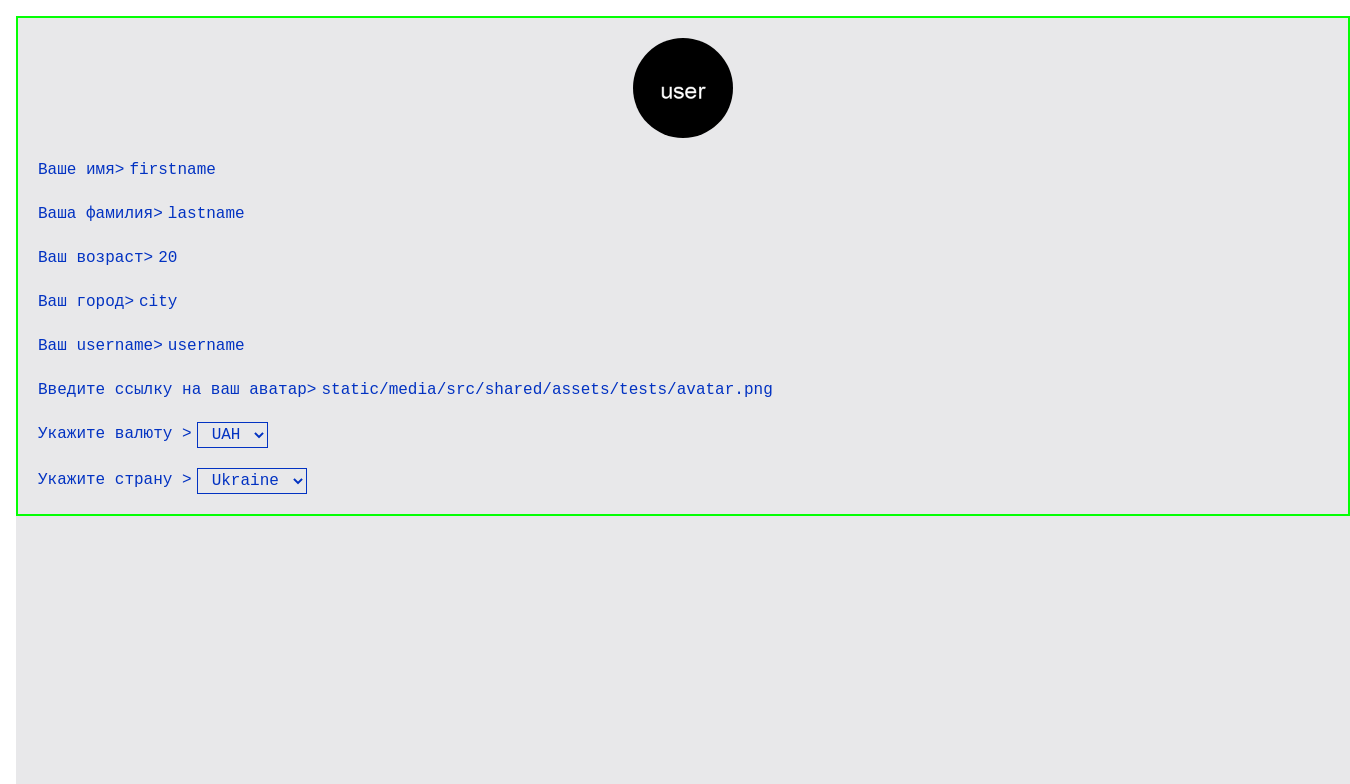 user
Ваше имя> firstname
Ваша фамилия> lastname
Ваш возраст> 20
Ваш город> city
Ваш username> username
Введите ссылку на ваш аватар> static/media/src/shared/assets/tests/avatar.png
Укажите валюту > UAH
Укажите страну > Ukraine